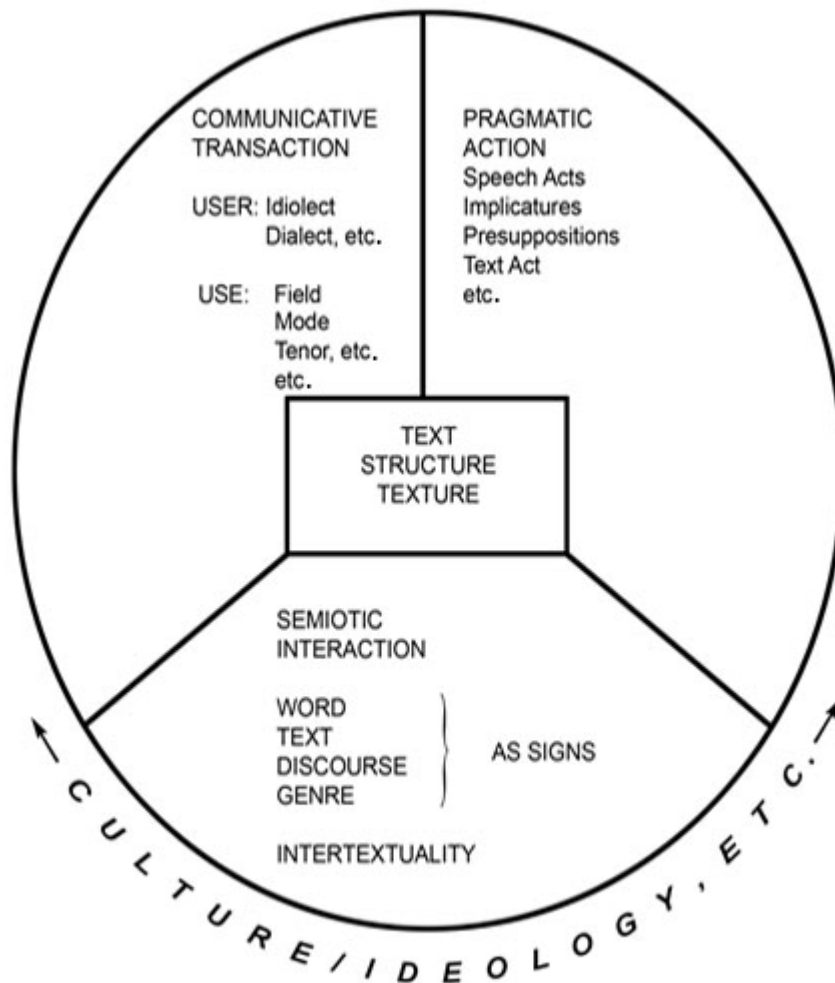 COMMUNICATIVE
TRANSACTION
USER: Idiolect
Dialect, etc.
USE: Field
Mode
Tenor, etc.
etc.
PRAGMATIC
ACTION
Speech Acts
Implicatures
Presuppositions
Text Act
etc.
TEXT
STRUCTURE
TEXTURE
SEMIOTIC
INTERACTION
WORD
TEXT
DISCOURSE
GENRE
AS SIGNS
INTERTEXTUALITY
CULTURE/IDEOLOGY, ETC.